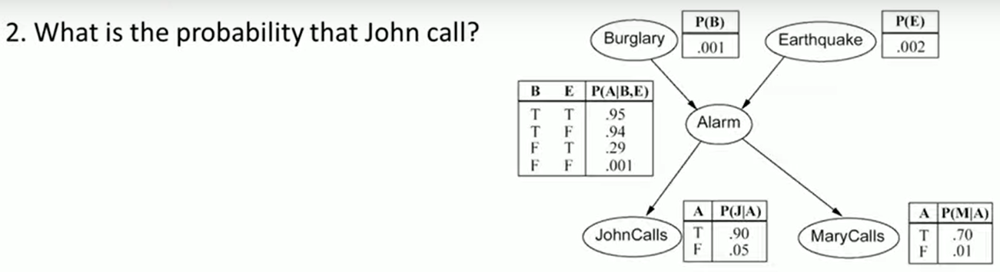 2. What is the probability that John call?
Burglary
P(B)
.001
Earthquake
P(E)
.002
B E P(A|B,E)
T T .95
T F .94
F T .29
F F .001
Alarm
JohnCalls
A P(J|A)
T .90
F .05
MaryCalls
A P(M|A)
T .70
F .01